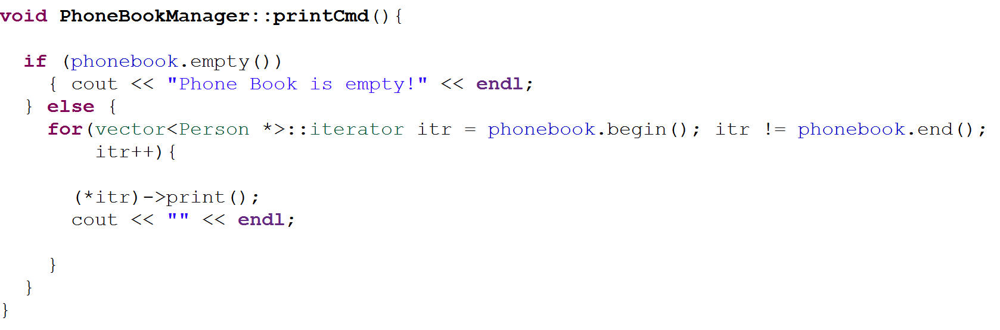 void PhoneBookManager::printCmd(){
if (phonebook.empty())
{ cout << "Phone Book is empty!" << endl;
} else {
for(vector<Person *>::iterator itr = phonebook.begin(); itr != phonebook.end();
itr++){
(*itr)->print();
cout << "" << endl;
}
}
}